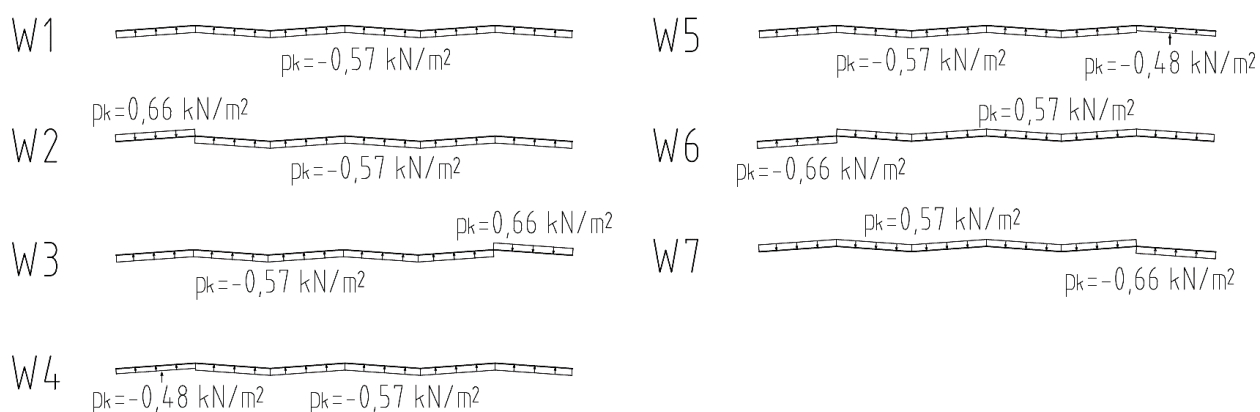 W1
pk=-0,57 kN/m²
W2
pk=0,66 kN/m²
pk=-0,57 kN/m²
W3
pk=0,66 kN/m²
pk=-0,57 kN/m²
W4
pk=-0,48 kN/m² pk=-0,57 kN/m²
W5
pk=-0,57 kN/m² pk=-0,48 kN/m²
W6
pk=0,57 kN/m²
pk=-0,66 kN/m²
W7
pk=0,57 kN/m²
pk=-0,66 kN/m²